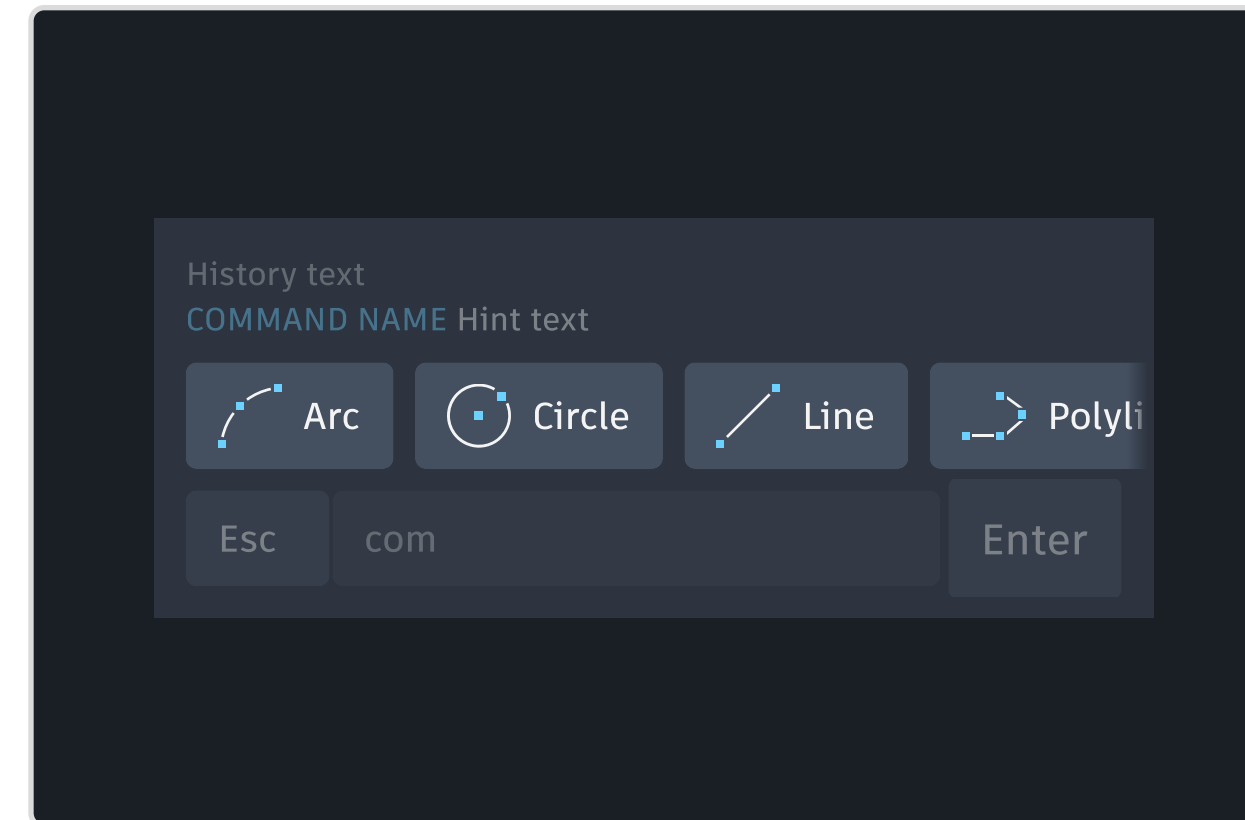 History text
COMMAND NAME Hint text
Arc Circle Line Polyli
Esc com Enter